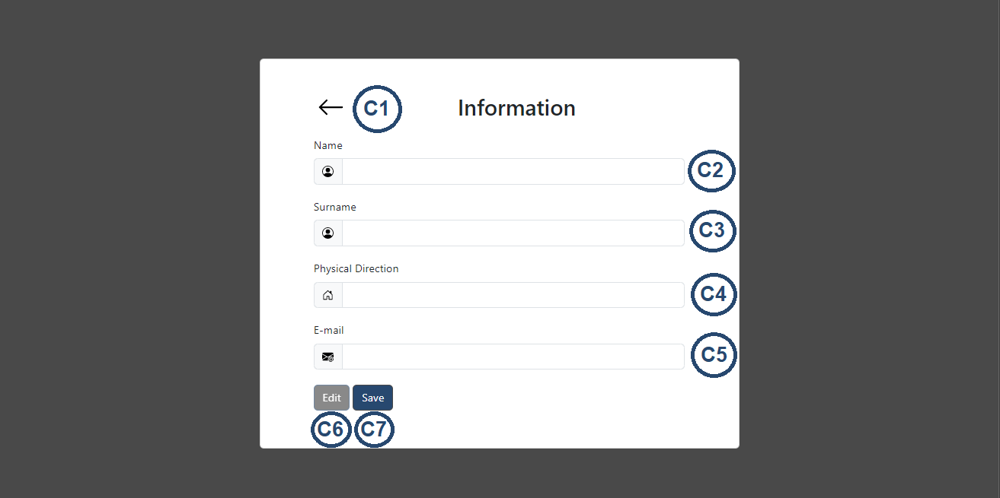 C1 Information
Name
C2
Surname
C3
Physical Direction
C4
E-mail
C5
Edit Save
C6 C7